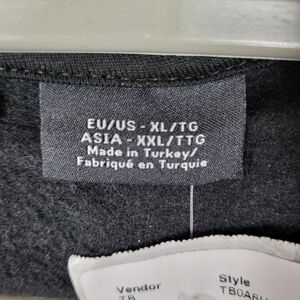 EU/US - XL/TG
ASIA - XXL/TTG
Made in Turkey/
Fabriqué en Turquie
Vendor
Style
TB